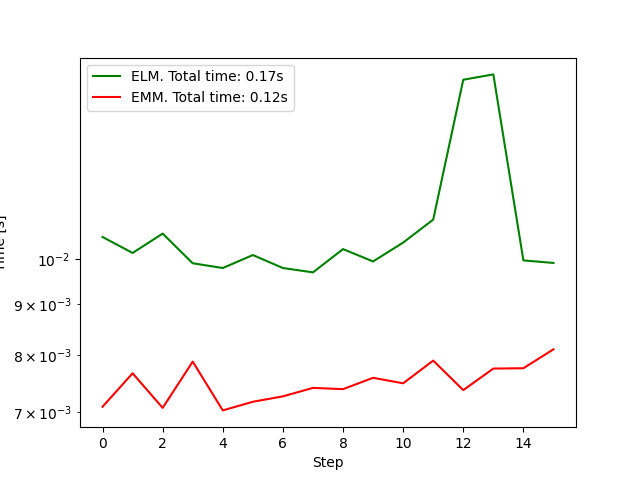 ELM. Total time: 0.17s
EMM. Total time: 0.12s
Time [s]
10⁻²
9 × 10⁻³
8 × 10⁻³
7 × 10⁻³
0 2 4 6 8 10 12 14
Step